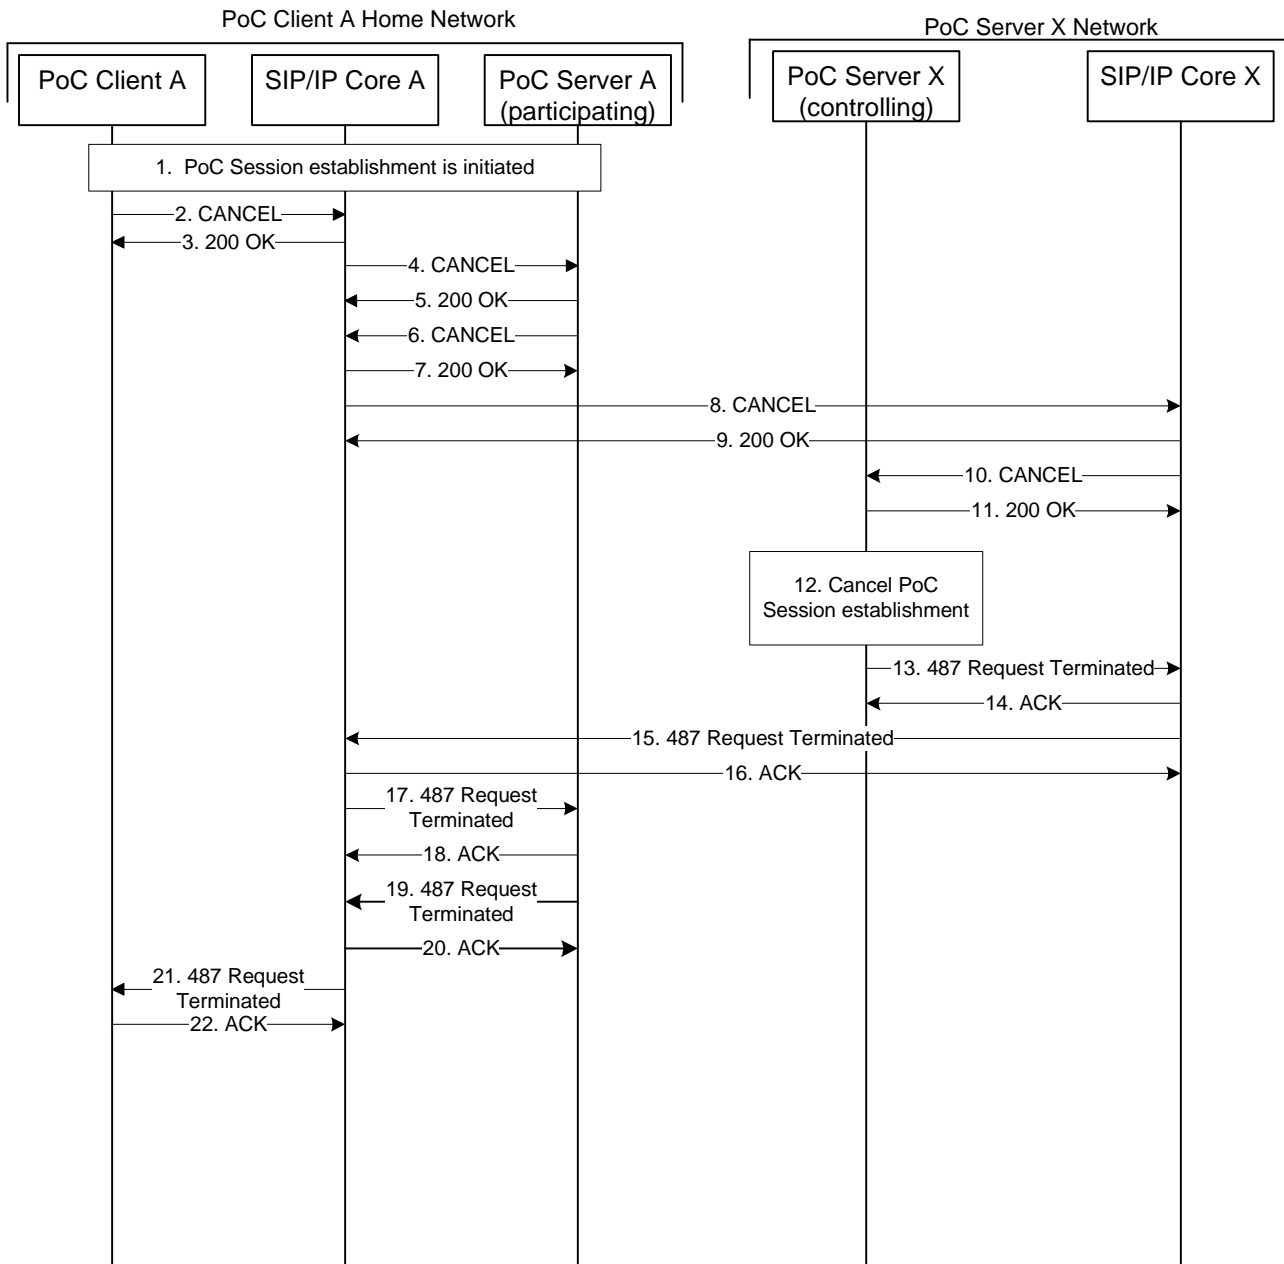 PoC Client A Home Network
PoC Server X Network
PoC Client A
SIP/IP Core A
PoC Server A
(participating)
PoC Server X
(controlling)
SIP/IP Core X
1. PoC Session establishment is initiated
2. CANCEL
3. 200 OK
4. CANCEL
5. 200 OK
6. CANCEL
7. 200 OK
8. CANCEL
9. 200 OK
10. CANCEL
11. 200 OK
12. Cancel PoC
Session establishment
13. 487 Request Terminated
14. ACK
15. 487 Request Terminated
16. ACK
17. 487 Request
Terminated
18. ACK
19. 487 Request
Terminated
20. ACK
21. 487 Request
Terminated
22. ACK